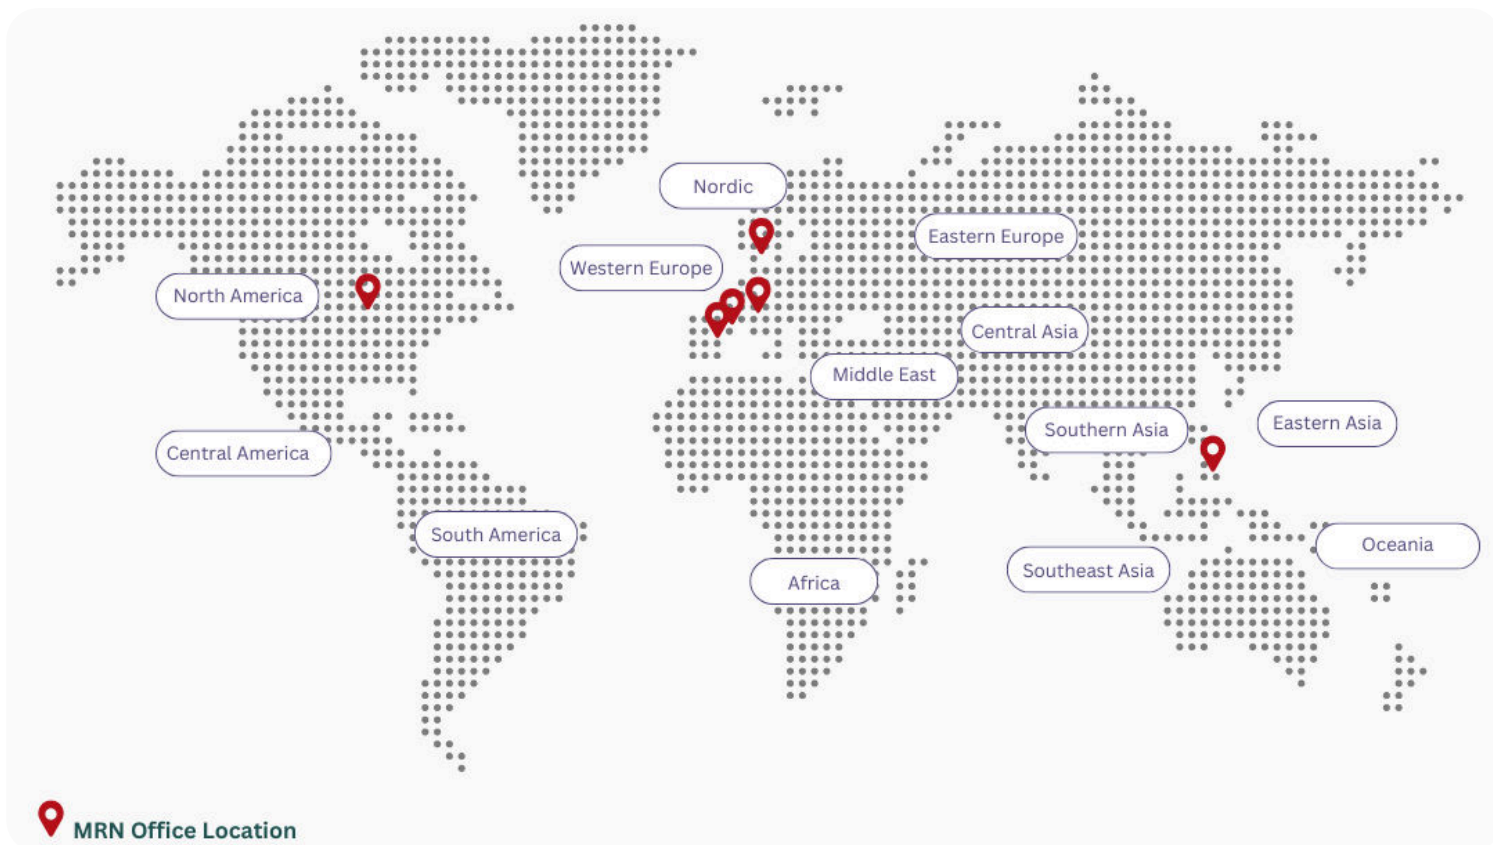 Nordic
Eastern Europe
Western Europe
North America
Central Asia
Middle East
Eastern Asia
Southern Asia
Central America
South America
Oceania
Southeast Asia
Africa
MRN Office Location